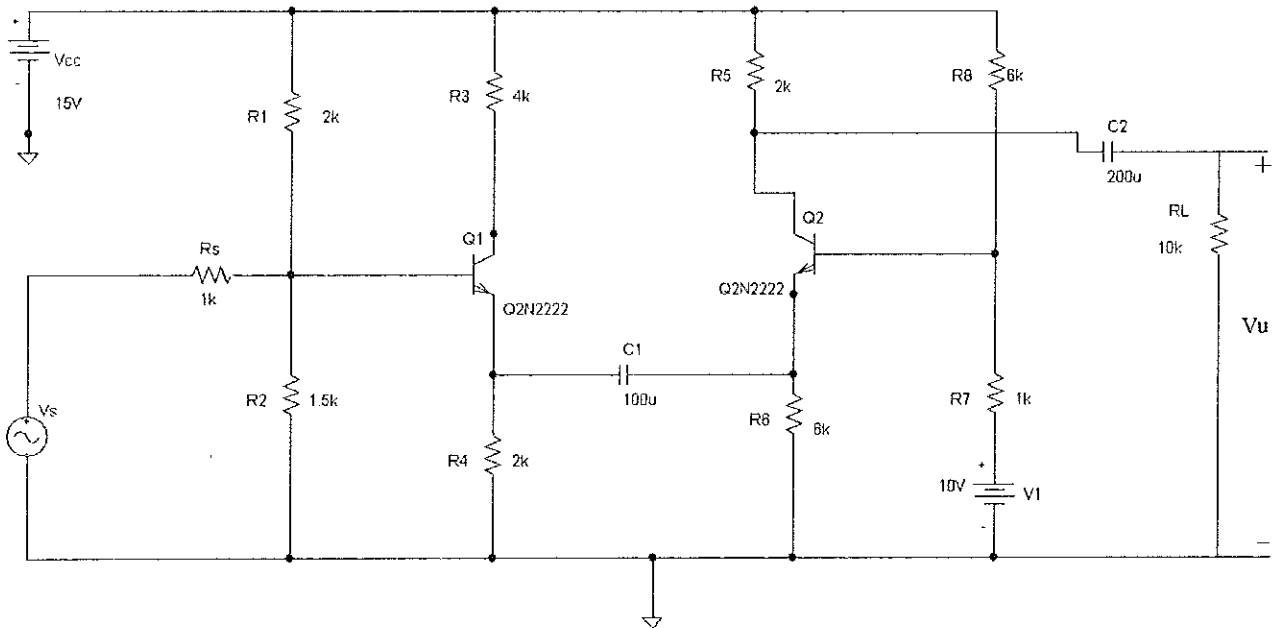 +
Vcc
-
15V
R1
2k
R3
4k
R5
2k
R8
6k
C2
200u
+
RL
10k
Rs
1k
Q1
Q2N2222
Q2
Q2N2222
Vu
C1
100u
Vs
+
R2
1.5k
R4
2k
R6
6k
R7
1k
+
10V
V1
-
-